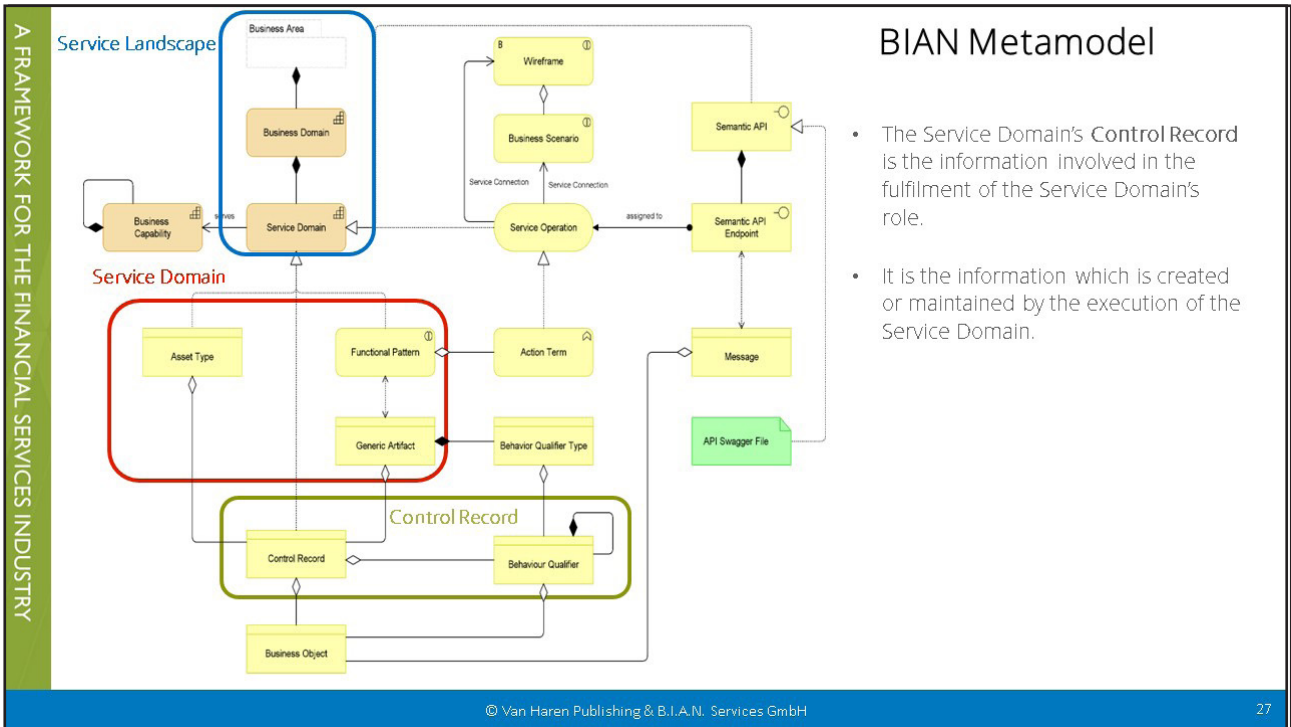 A FRAMEWORK FOR THE FINANCIAL SERVICES INDUSTRY
BIAN Metamodel
Service Landscape
Business Area
B
Wireframe
Business Domain
Business Scenario
Semantic API
Service Connection
Service Connection
Business
Capability
serves
Service Domain
Service Operation
assigned to
Semantic API
Endpoint
Service Domain
Asset Type
Functional Pattern
Action Term
Message
Generic Artifact
Behavior Qualifier Type
API Swagger File
Control Record
Control Record
Behaviour Qualifier
Business Object
• The Service Domain's Control Record
is the information involved in the
fulfilment of the Service Domain's
role.
• It is the information which is created
or maintained by the execution of the
Service Domain.
© Van Haren Publishing & B.I.A.N. Services GmbH
27